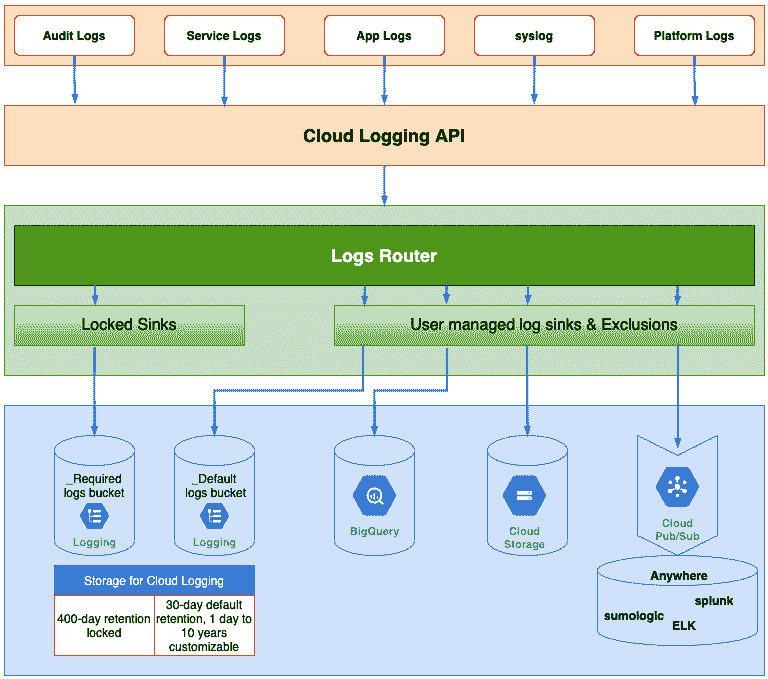 Audit Logs
Service Logs
App Logs
syslog
Platform Logs
Cloud Logging API
Logs Router
Locked Sinks
User managed log sinks & Exclusions
_Required
logs bucket
Logging
_Default
logs bucket
Logging
BigQuery
Cloud
Storage
Cloud
Pub/Sub
Storage for Cloud Logging
400-day retention
locked
30-day default
retention, 1 day to
10 years
customizable
Anywhere
splunk
sumologic
ELK